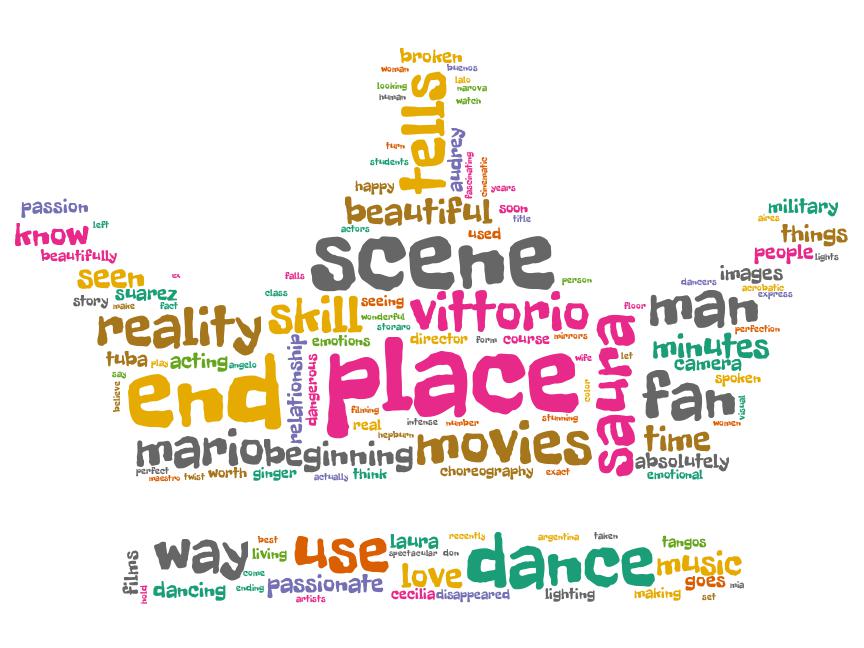 broken
woman
buenos
looking
lalo
narova
human
watch
tells
turn
students
audrey
fascinating
cinematic
happy
years
beautiful
soon
title
actors
used
passion
left
know
beautifully
seen
story
suarez
make
fact
military
aires
things
people
lights
images
dancers
acrobatic
express
scene
falls
person
class
skill
seeing
wonderful
storaro
vittorio
floor
man
perfection
reality
emotions
director
form
course
mirrors
saura
minutes
camera
tuba
play
acting
angelo
relationship
dangerous
place
wife
let
spoken
say
believe
end
color
fan
visual
women
filming
real
intense
number
stunning
hepburn
mario
beginning
movies
time
absolutely
perfect
maestro
twist
worth
ginger
actually
think
choreography
exact
emotional
films
way
best
living
use
laura
recently
argentina
taken
tangos
spectacular
don
dance
music
come
love
goes
mia
hold
dancing
ending
passionate
artists
cecilia
disappeared
lighting
making
set